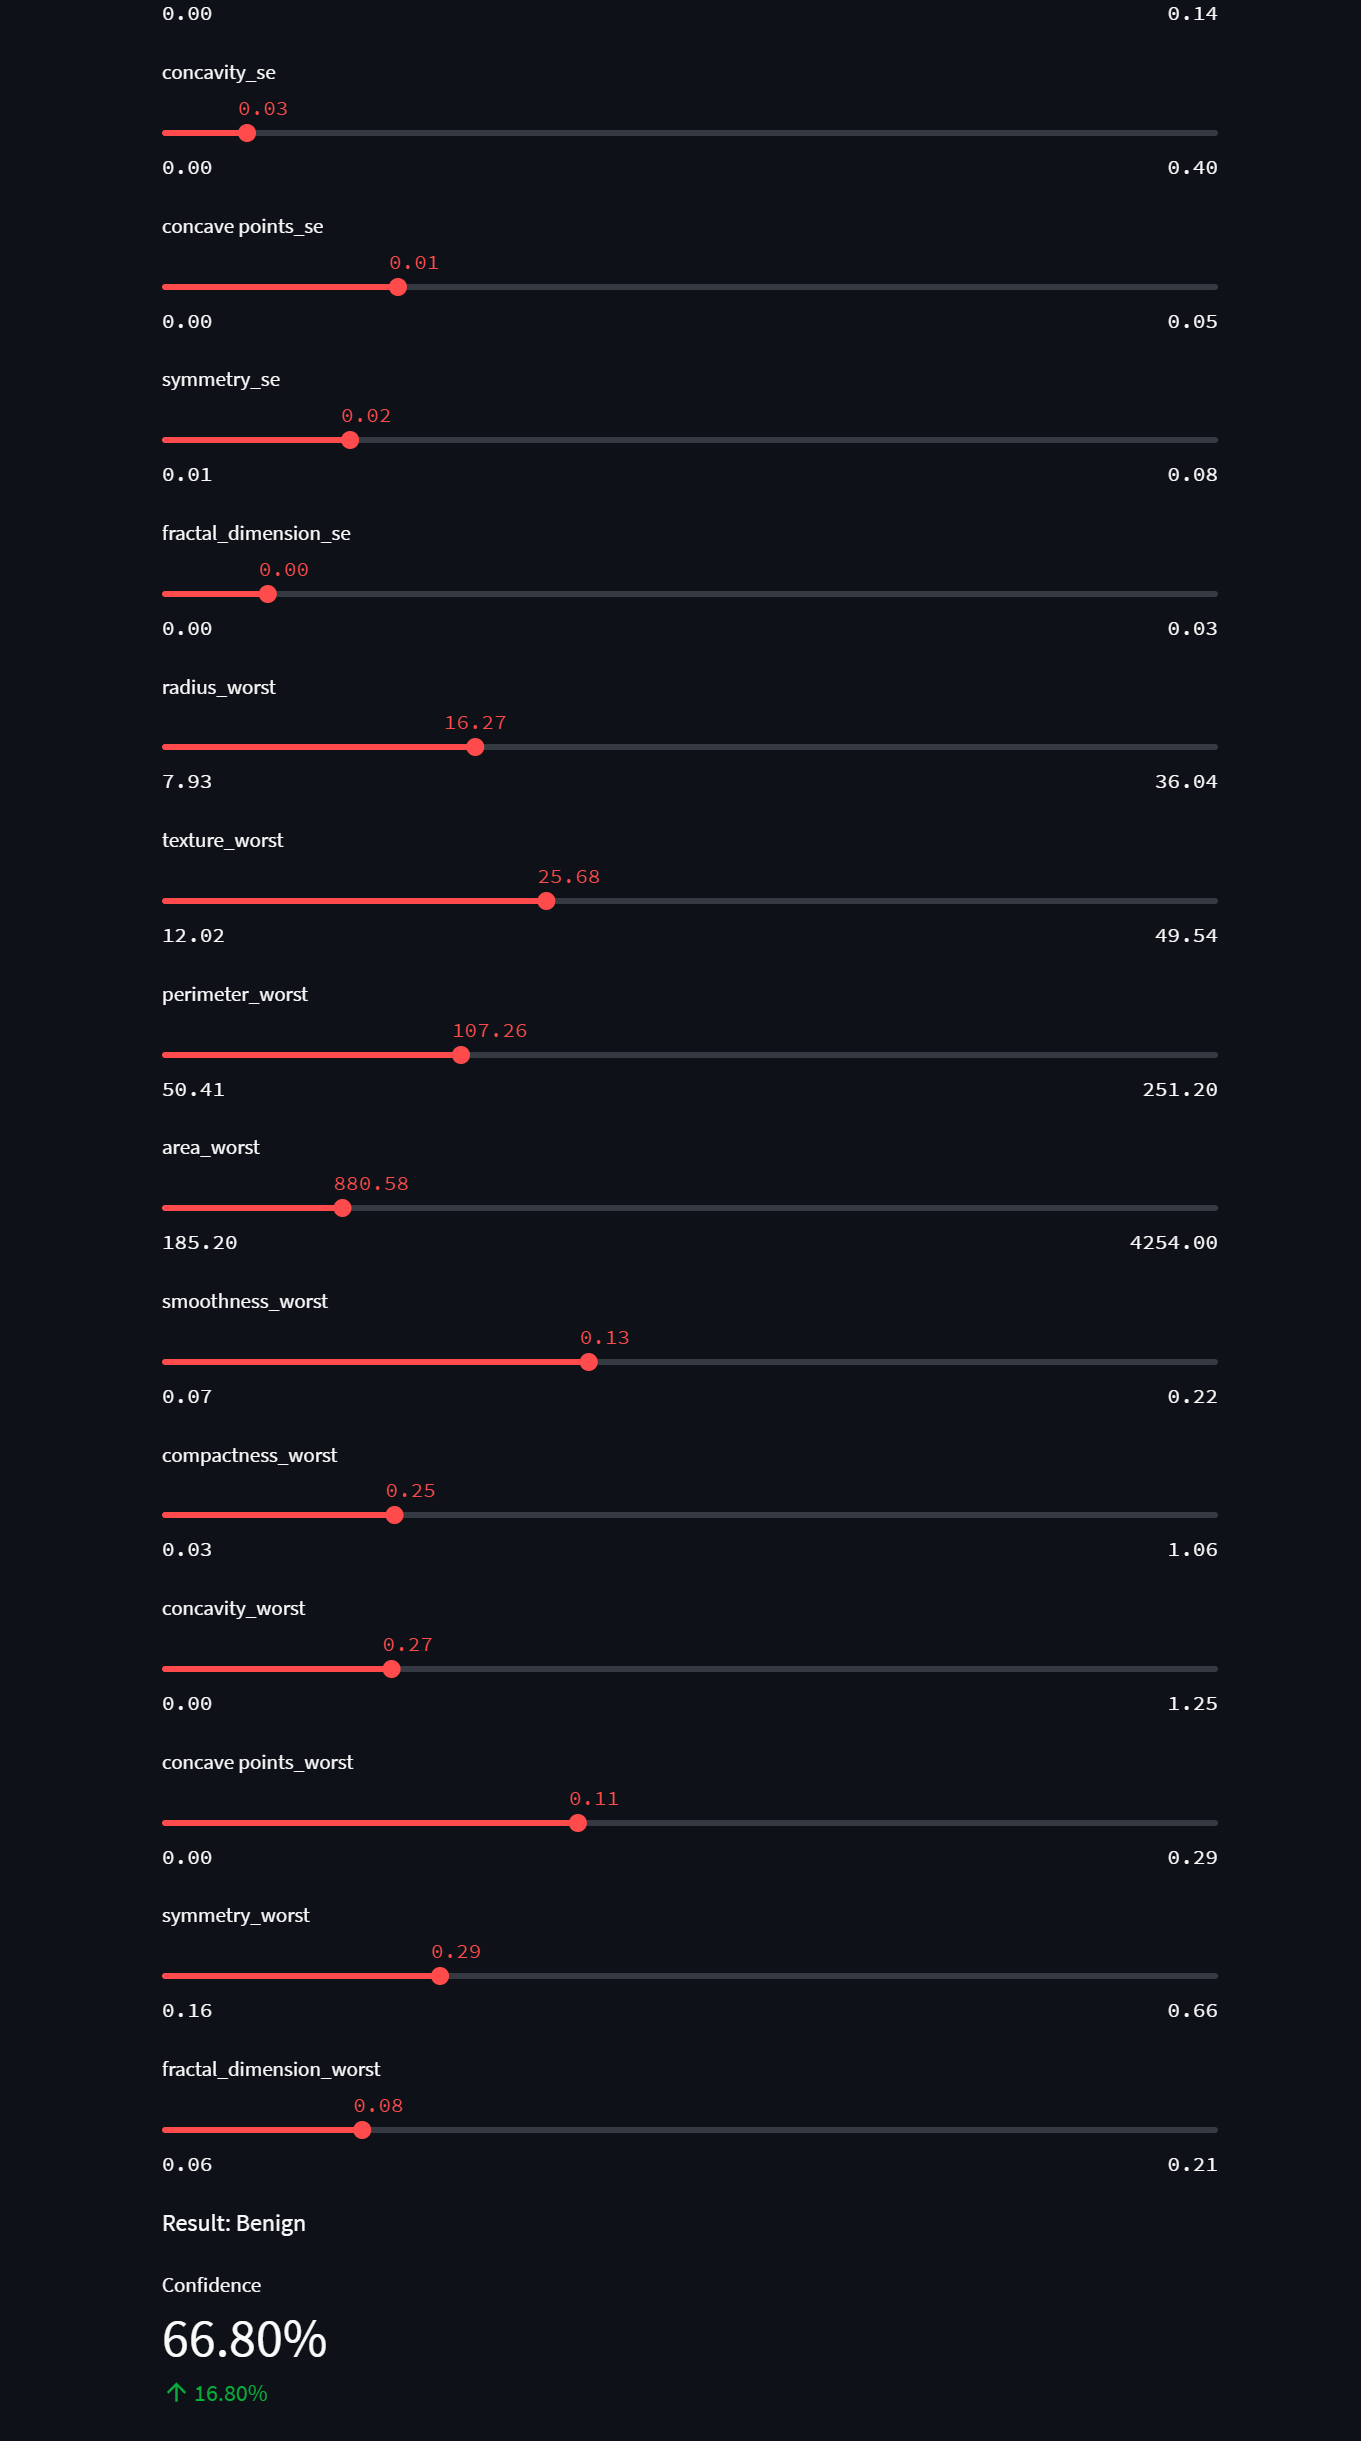 0.00 0.14
concavity_se
0.03
0.00 0.40
concave points_se
0.01
0.00 0.05
symmetry_se
0.02
0.01 0.08
fractal_dimension_se
0.00
0.00 0.03
radius_worst
16.27
7.93 36.04
texture_worst
25.68
12.02 49.54
perimeter_worst
107.26
50.41 251.20
area_worst
880.58
185.20 4254.00
smoothness_worst
0.13
0.07 0.22
compactness_worst
0.25
0.03 1.06
concavity_worst
0.27
0.00 1.25
concave points_worst
0.11
0.00 0.29
symmetry_worst
0.29
0.16 0.66
fractal_dimension_worst
0.08
0.06 0.21
Result: Benign
Confidence
66.80%
↑ 16.80%